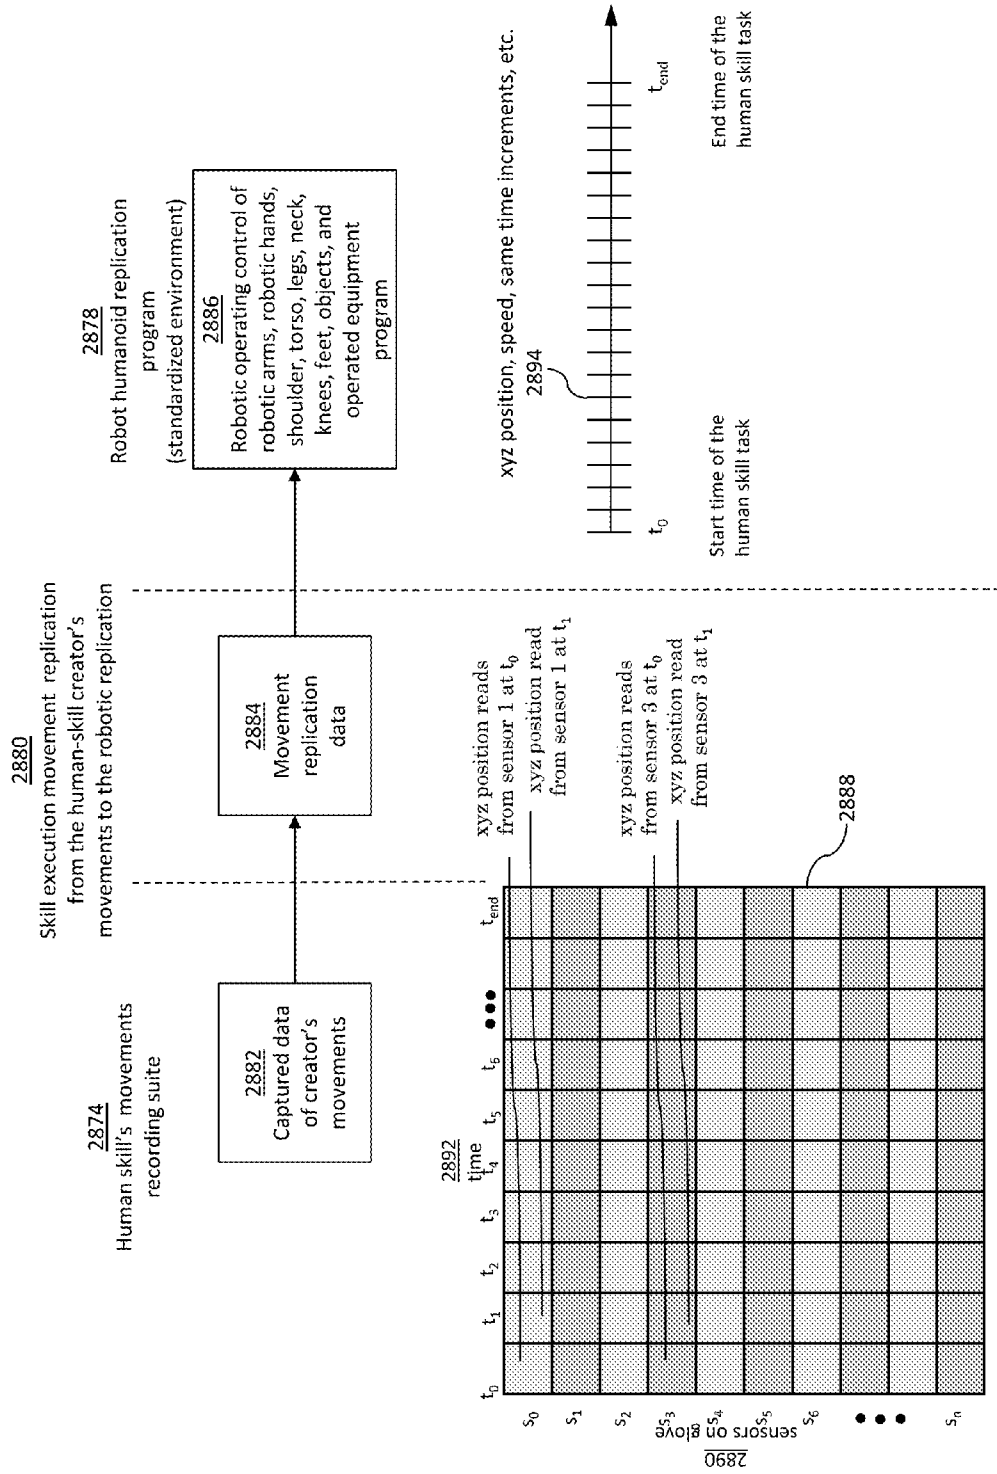 2880
Skill execution movement replication
from the human-skill creator's
movements to the robotic replication
2874
Human skill's movements
recording suite
2878
Robot humanoid replication
program
(standardized environment)
2882
Captured data
of creator's
movements
2884
Movement
replication
data
2886
Robotic operating control of
robotic arms, robotic hands,
shoulder, torso, legs, neck,
knees, feet, objects, and
operated equipment
program
2892
time
t0 t1 t2 t3 t4 t5 t6 ●●● tend
2890
sensors on glove
s0
s1
s2
s3
s4
s5
s6
●●●
sn
xyz position reads
from sensor 1 at t0
xyz position read
from sensor 1 at t1
xyz position reads
from sensor 3 at t0
xyz position read
from sensor 3 at t1
2888
xyz position, speed, same time increments, etc.
2894
t0
tend
Start time of the
human skill task
End time of the
human skill task